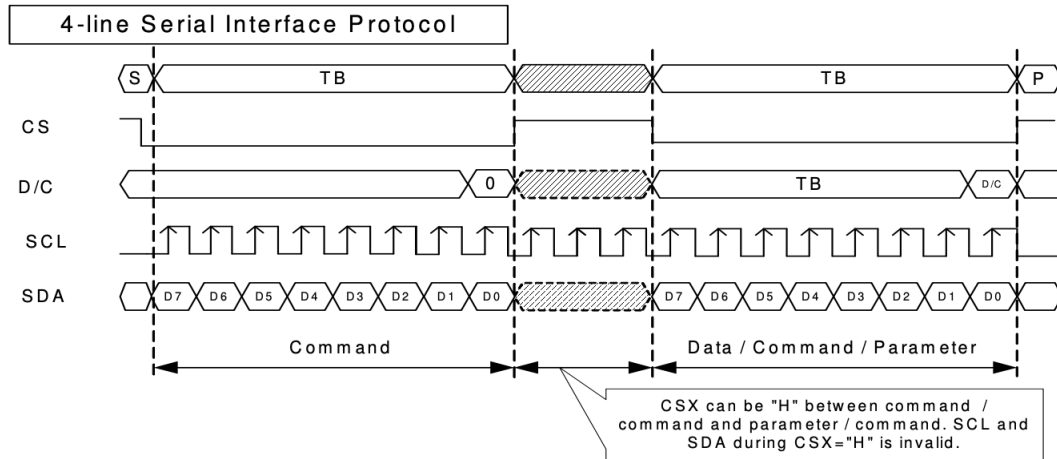 4-line Serial Interface Protocol
S TB TB P
CS
D/C 0 TB D/C
SCL
SDA D7 D6 D5 D4 D3 D2 D1 D0 D7 D6 D5 D4 D3 D2 D1 D0
Command Data / Command / Parameter
CSX can be "H" between command /
command and parameter / command. SCL and
SDA during CSX="H" is invalid.